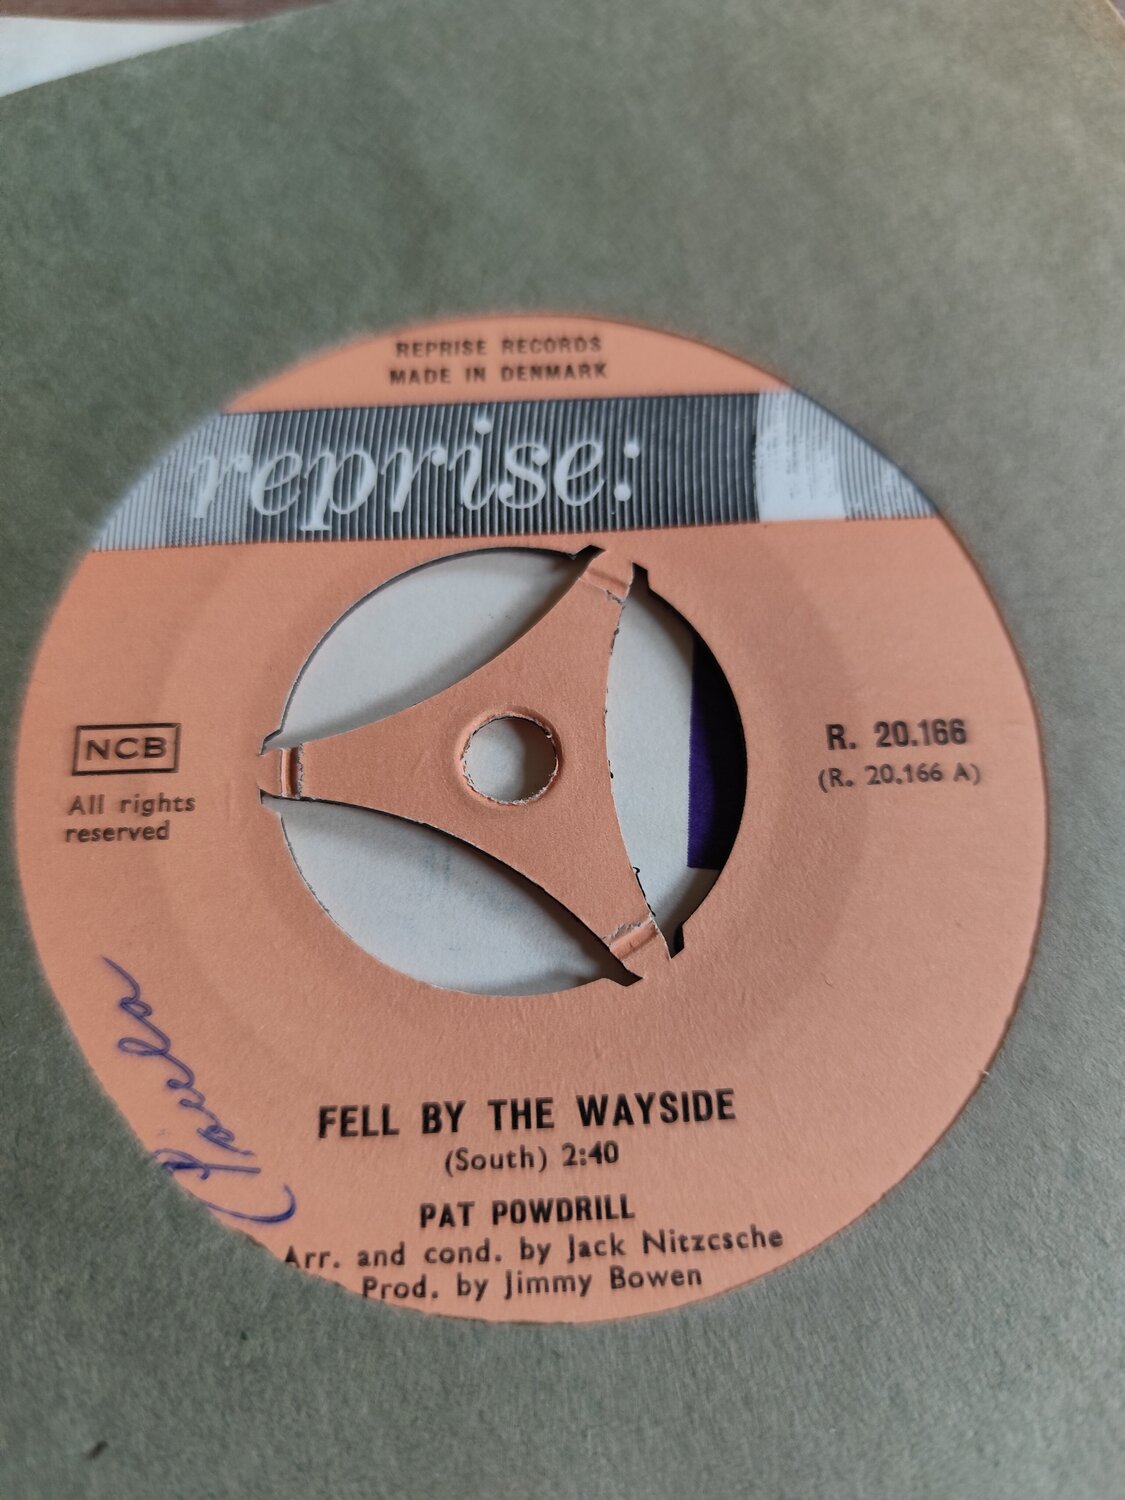 REPRISE RECORDS
MADE IN DENMARK
reprise:
NCB
All rights
reserved
R. 20.166
(R. 20.166 A)
Paula
FELL BY THE WAYSIDE
(South) 2:40
PAT POWDRILL
Arr. and cond. by Jack Nitzcsche
Prod. by Jimmy Bowen